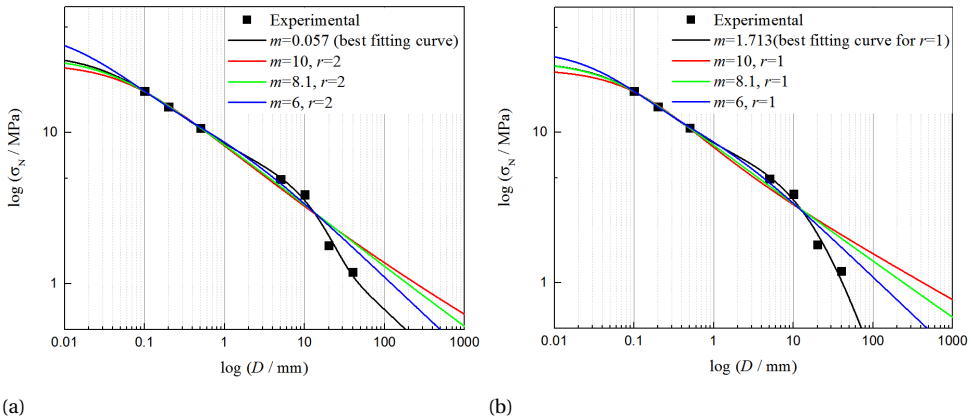 Experimental
m=0.057 (best fitting curve)
m=10, r=2
m=8.1, r=2
m=6, r=2
10
1
log (σN / MPa)
0.01 0.1 1 10 100 1000
log (D / mm)
(a)
Experimental
m=1.713(best fitting curve for r=1)
m=10, r=1
m=8.1, r=1
m=6, r=1
10
1
log (σN / MPa)
0.01 0.1 1 10 100 1000
log (D / mm)
(b)